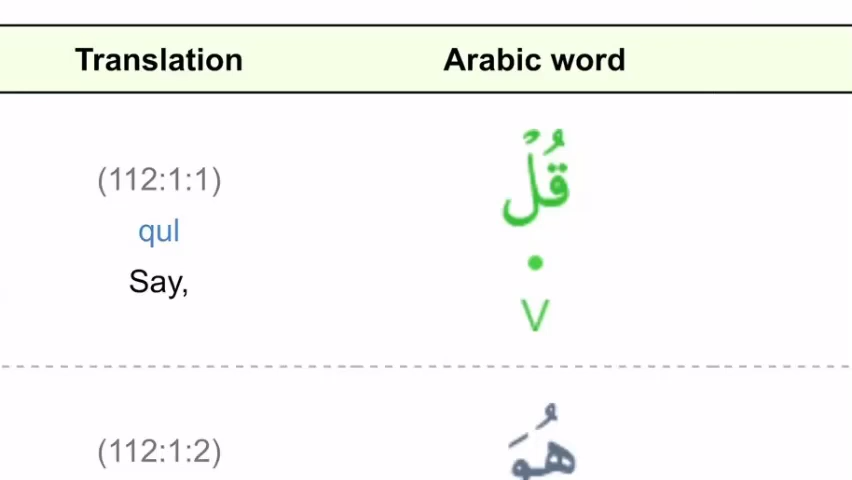 Translation Arabic word
(112:1:1)
qul
Say,
قُلْ
V
(112:1:2)
هُوَ